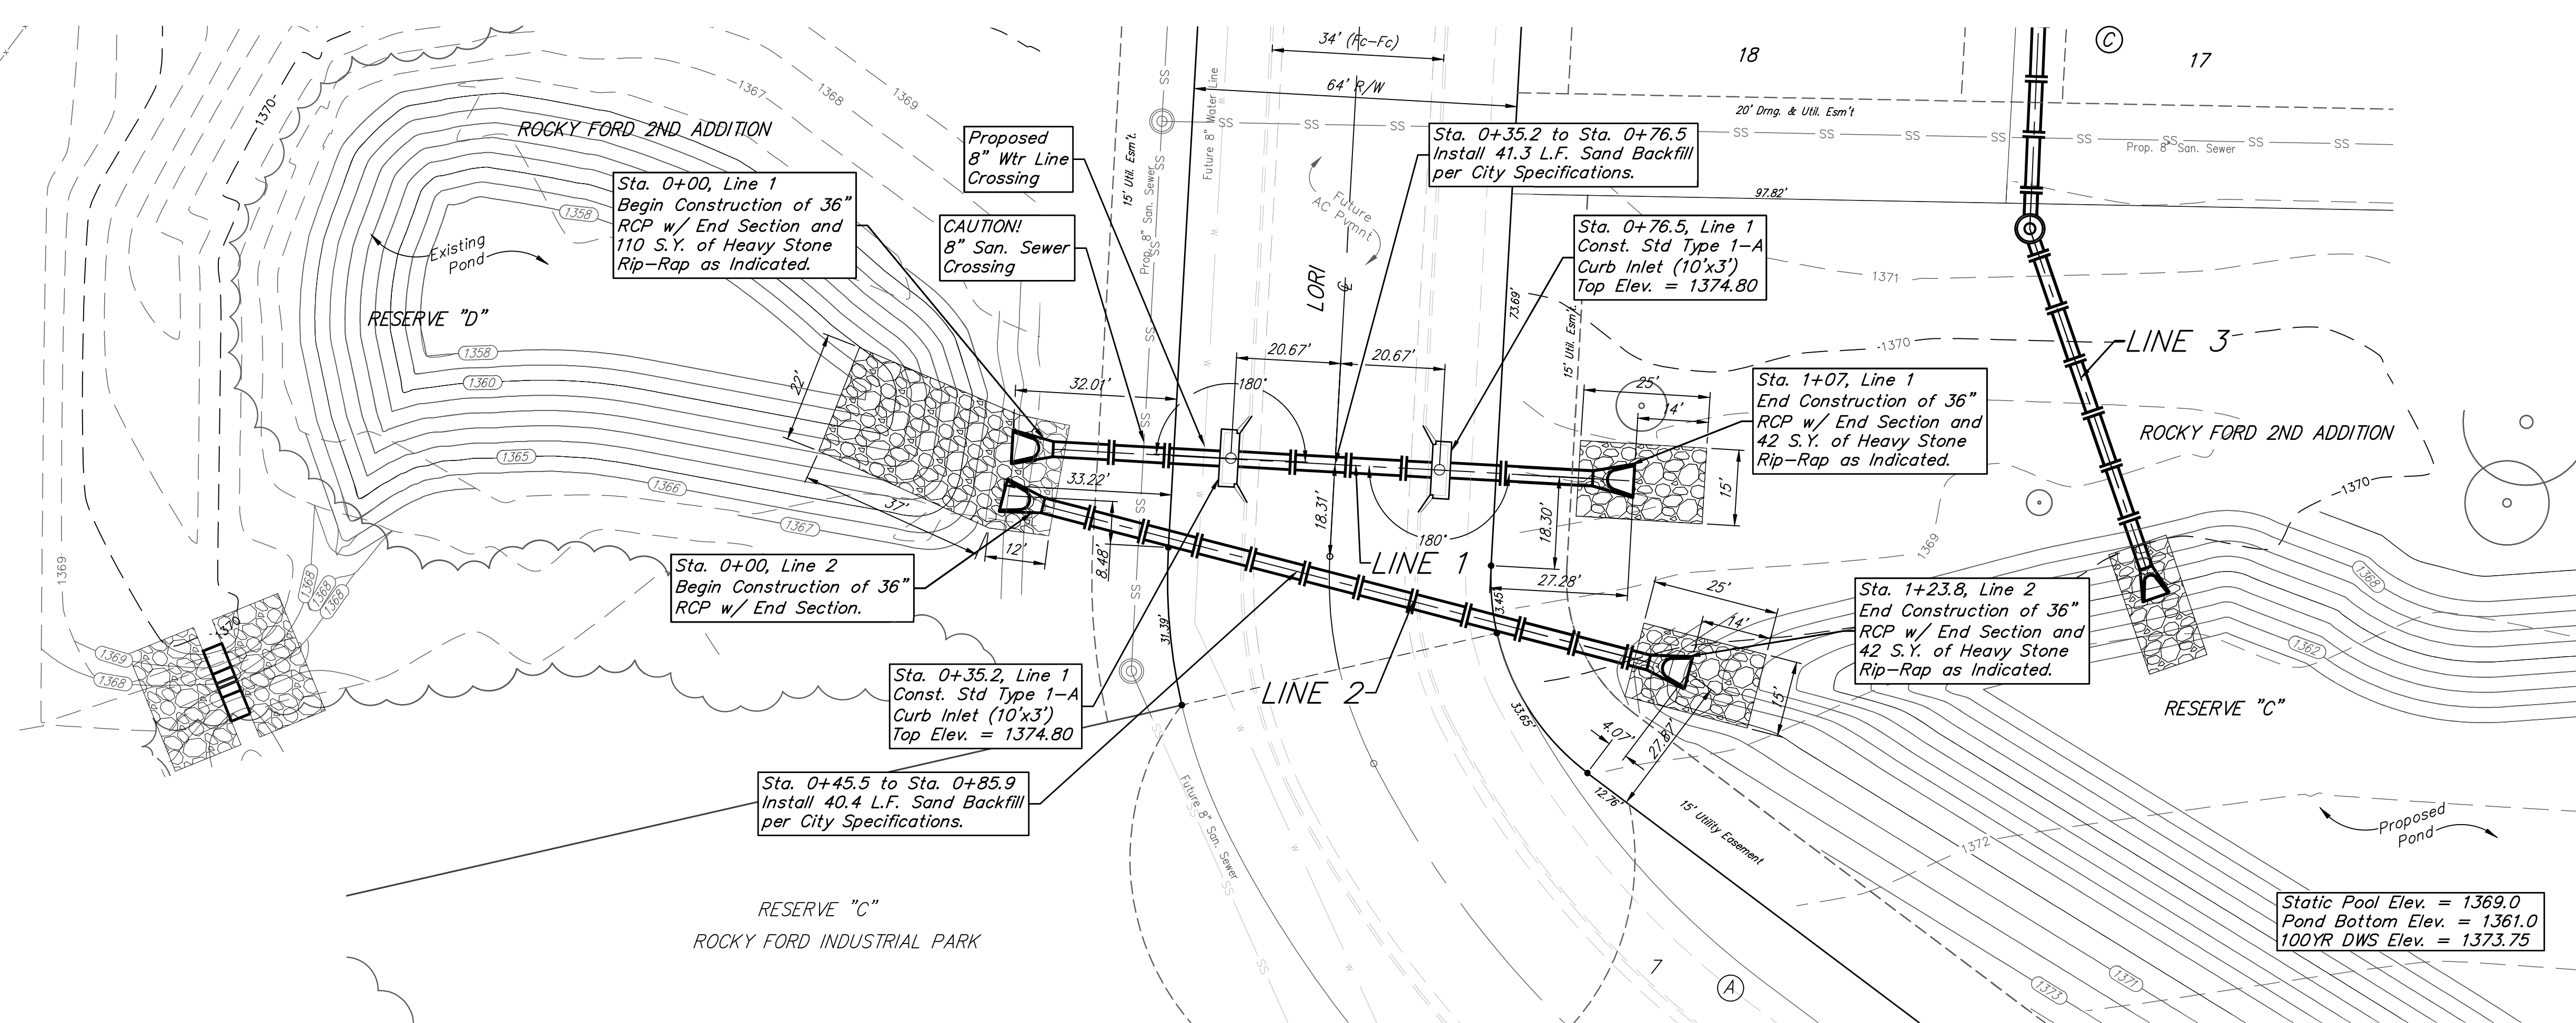 34' (Fc-Fc)
64' R/W
18
17
C
20' Drng. & Util. Esm't
Prop. 8" San. Sewer
97.82'
1367
1368
1369
1370
ROCKY FORD 2ND ADDITION
Proposed
8" Wtr Line
Crossing
15' Util. Esm't.
Prop. 8" San. Sewer
Future 8" Water Line
Sta. 0+35.2 to Sta. 0+76.5
Install 41.3 L.F. Sand Backfill
per City Specifications.
Sta. 0+00, Line 1
Begin Construction of 36"
RCP w/ End Section and
110 S.Y. of Heavy Stone
Rip-Rap as Indicated.
CAUTION!
8" San. Sewer
Crossing
Future
AC Pvmnt
LORI
Sta. 0+76.5, Line 1
Const. Std Type 1-A
Curb Inlet (10'x3')
Top Elev. = 1374.80
1358
Existing
Pond
RESERVE "D"
1358
1360
1365
1366
1367
73.69'
15' Util. Esm't.
1371
1370
LINE 3
22'
32.01'
180°
20.67'
20.67'
25'
14'
15'
Sta. 1+07, Line 1
End Construction of 36"
RCP w/ End Section and
42 S.Y. of Heavy Stone
Rip-Rap as Indicated.
ROCKY FORD 2ND ADDITION
1370
37'
12'
33.22'
8.48'
18.31'
180°
18.30'
LINE 1
27.28'
3.45'
31.39'
1369
1369
1368
1368
1368
1370
1369
1368
Sta. 0+00, Line 2
Begin Construction of 36"
RCP w/ End Section.
25'
14'
15'
Sta. 1+23.8, Line 2
End Construction of 36"
RCP w/ End Section and
42 S.Y. of Heavy Stone
Rip-Rap as Indicated.
1368
1362
RESERVE "C"
Sta. 0+35.2, Line 1
Const. Std Type 1-A
Curb Inlet (10'x3')
Top Elev. = 1374.80
LINE 2
33.65'
4.07'
27.87'
12.76'
15' Utility Easement
Sta. 0+45.5 to Sta. 0+85.9
Install 40.4 L.F. Sand Backfill
per City Specifications.
Future 8" San. Sewer
1372
Proposed
Pond
RESERVE "C"
ROCKY FORD INDUSTRIAL PARK
7
A
1373
1371
Static Pool Elev. = 1369.0
Pond Bottom Elev. = 1361.0
100YR DWS Elev. = 1373.75